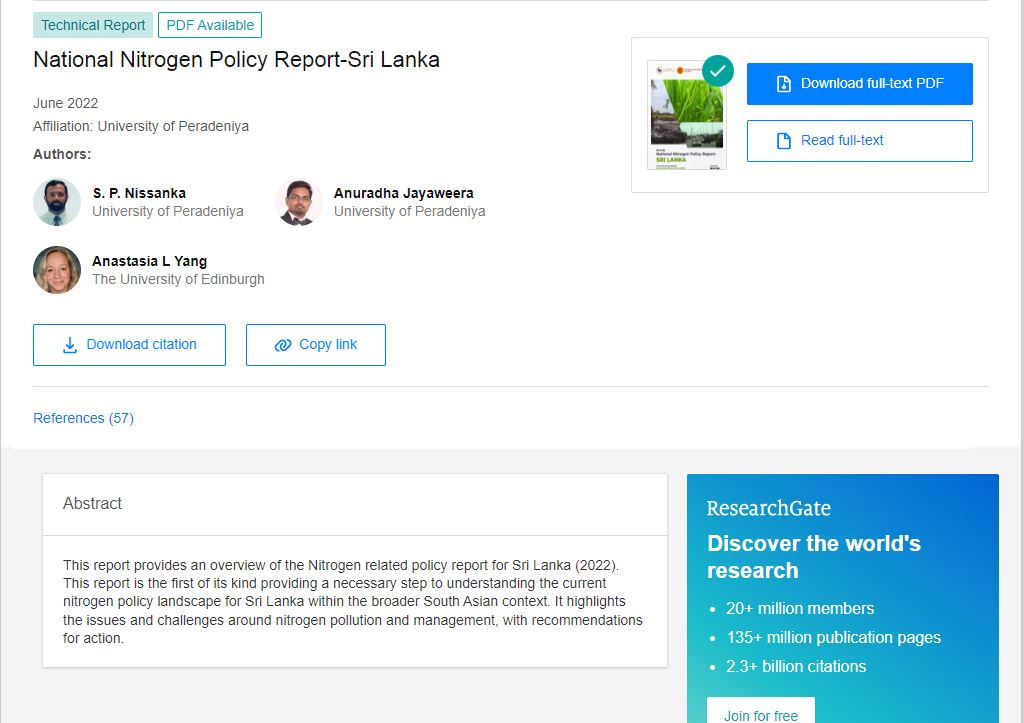 Technical Report
PDF Available
National Nitrogen Policy Report-Sri Lanka
June 2022
Affiliation: University of Peradeniya
Authors:
S. P. Nissanka
University of Peradeniya
Anuradha Jayaweera
University of Peradeniya
Anastasia L Yang
The University of Edinburgh
Download citation
Copy link
National Nitrogen Policy Report:
SRI LANKA
Download full-text PDF
Read full-text
References (57)
Abstract
This report provides an overview of the Nitrogen related policy report for Sri Lanka (2022).
This report is the first of its kind providing a necessary step to understanding the current
nitrogen policy landscape for Sri Lanka within the broader South Asian context. It highlights
the issues and challenges around nitrogen pollution and management, with recommendations
for action.
ResearchGate
Discover the world's
research
• 20+ million members
• 135+ million publication pages
• 2.3+ billion citations
Join for free